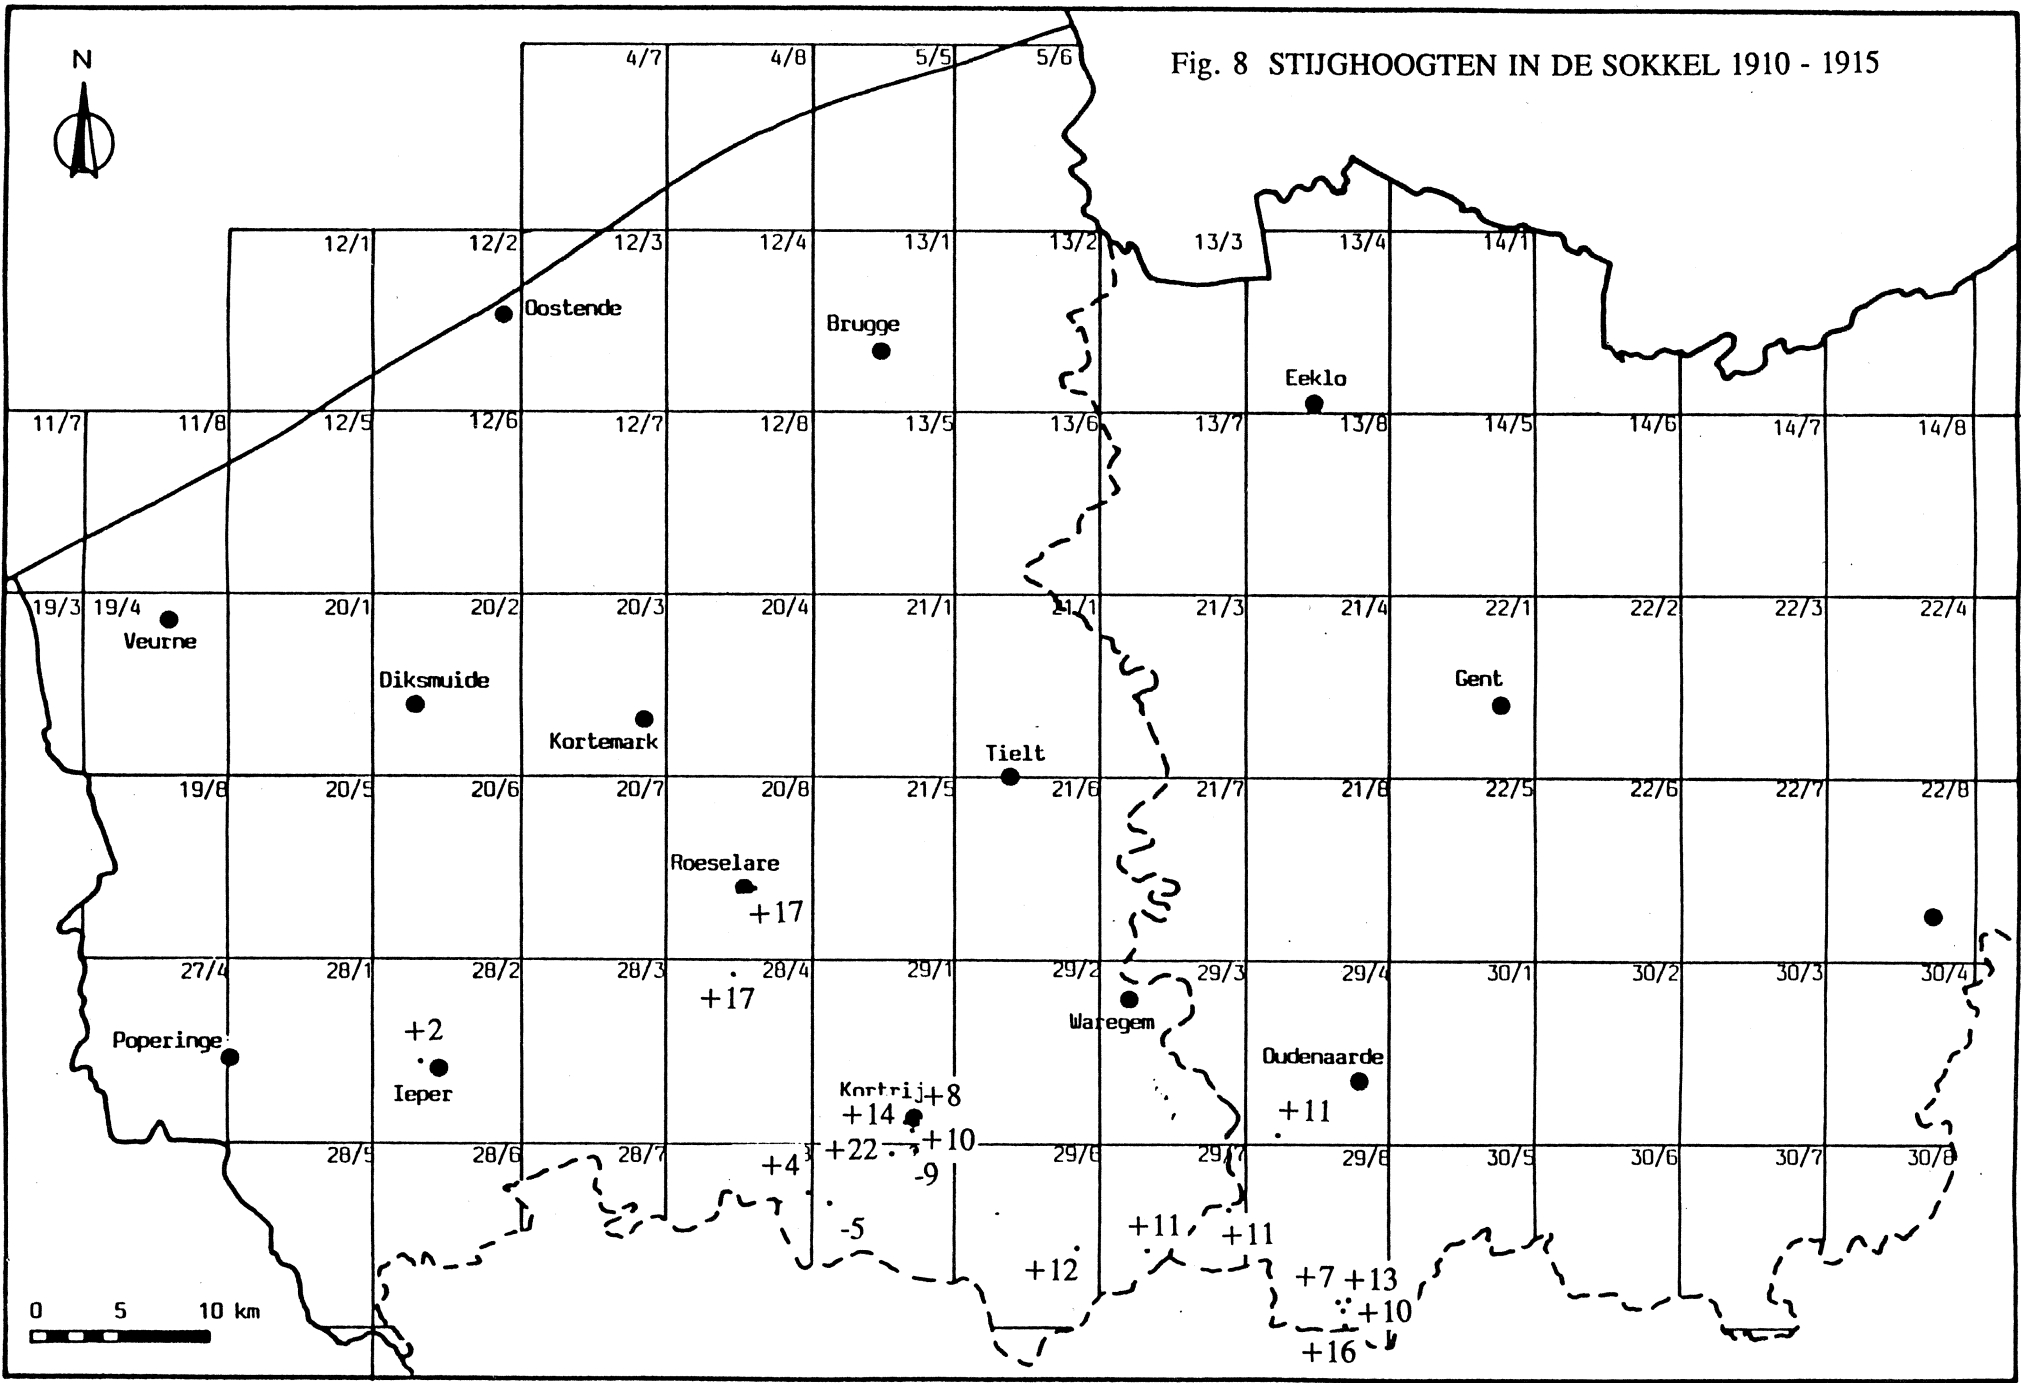 Fig. 8 STIJGHOOGTEN IN DE SOKKEL 1910 - 1915
N
4/7 4/8 5/5 5/6
12/1 12/2 12/3 12/4 13/1 13/2 13/3 13/4 14/1
Oostende
Brugge
Eeklo
11/7 11/8 12/5 12/6 12/7 12/8 13/5 13/6 13/7 13/8 14/5 14/6 14/7 14/8
19/3 19/4 20/1 20/2 20/3 20/4 21/1 21/1 21/3 21/4 22/1 22/2 22/3 22/4
Veurne
Diksmuide
Gent
Kortemark
Tielt
19/8 20/5 20/6 20/7 20/8 21/5 21/6 21/7 21/8 22/5 22/6 22/7 22/8
Roeselare
+17
27/4 28/1 28/2 28/3 28/4 29/1 29/2 29/3 29/4 30/1 30/2 30/3 30/4
+17
Waregem
+2
Poperinge
Ieper
Oudenaarde
Kortrij +8
+14
+11
+10
+22
28/5 28/6 28/7 29/6 29/7 29/8 30/5 30/6 30/7 30/8
+4
-9
-5
+11
+11
+12
+7 +13
+10
+16
0 5 10 km